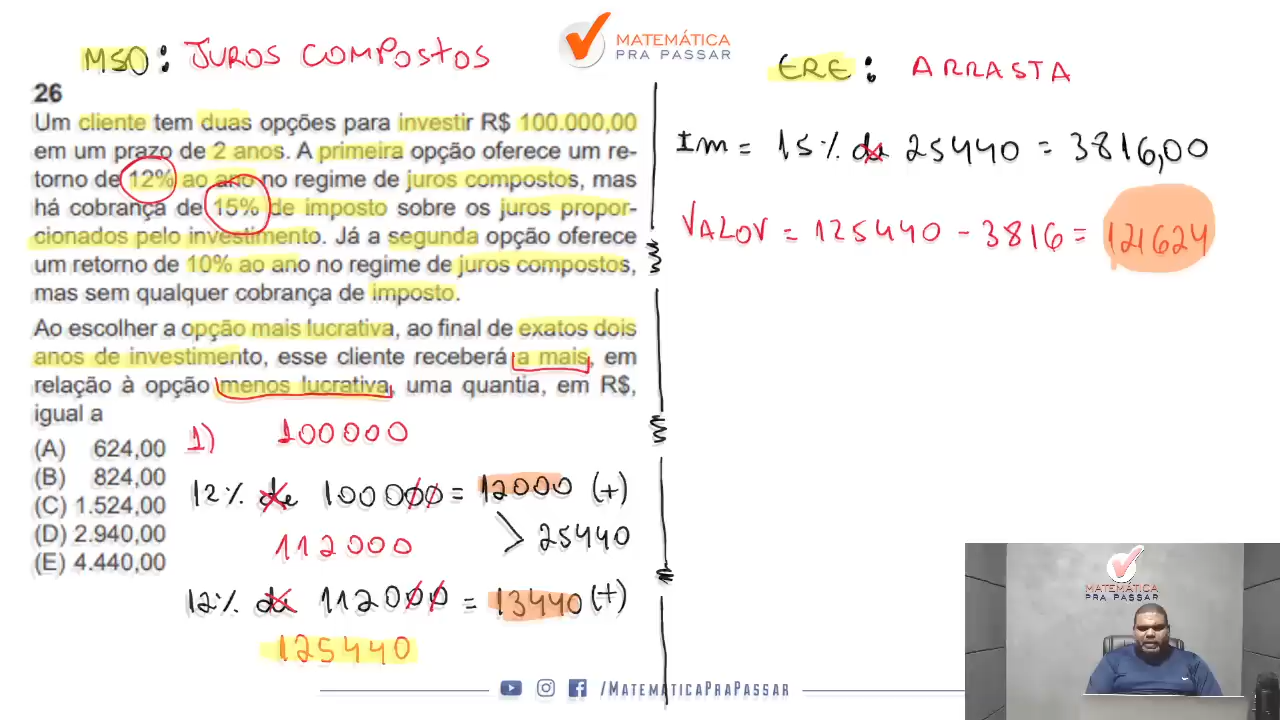 MSO: JUROS COMPOSTOS
MATEMÁTICA
PRA PASSAR
26
Um cliente tem duas opções para investir R$ 100.000,00
em um prazo de 2 anos. A primeira opção oferece um re-
torno de 12% ao ano no regime de juros compostos, mas
há cobrança de 15% de imposto sobre os juros propor-
cionados pelo investimento. Já a segunda opção oferece
um retorno de 10% ao ano no regime de juros compostos,
mas sem qualquer cobrança de imposto.
Ao escolher a opção mais lucrativa, ao final de exatos dois
anos de investimento, esse cliente receberá a mais, em
relação à opção menos lucrativa, uma quantia, em R$,
igual a
(A) 624,00
(B) 824,00
(C) 1.524,00
(D) 2.940,00
(E) 4.440,00
1) 100000
12% de 100000 = 12000 (+)
> 25440
112000
12% de 112000 = 13440 (+)
125440
ERE: ARRASTA
Im = 15% de 25440 = 3816,00
VALOR = 125440 - 3816 = 121624
MATEMÁTICA
PRA PASSAR
/MATEMÁTICAPRAPASSAR